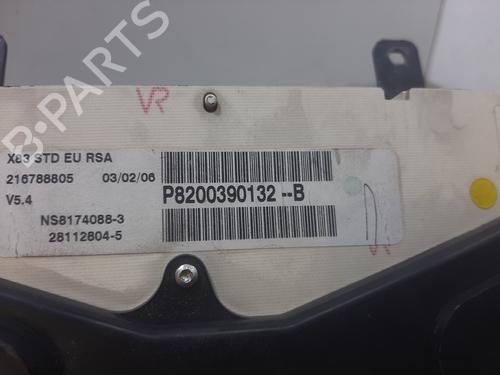 B-PARTS
VR
X83 STD EU RSA
216788805 03/02/06
V5.4
P8200390132--B
NS8174088-3
28112804-5